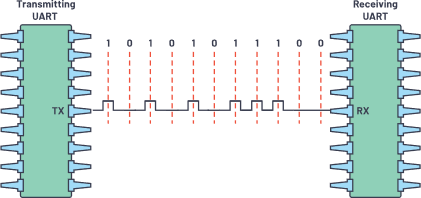 Transmitting
UART
Receiving
UART
1 0 1 0 1 0 1 1 1 0 0
TX
RX